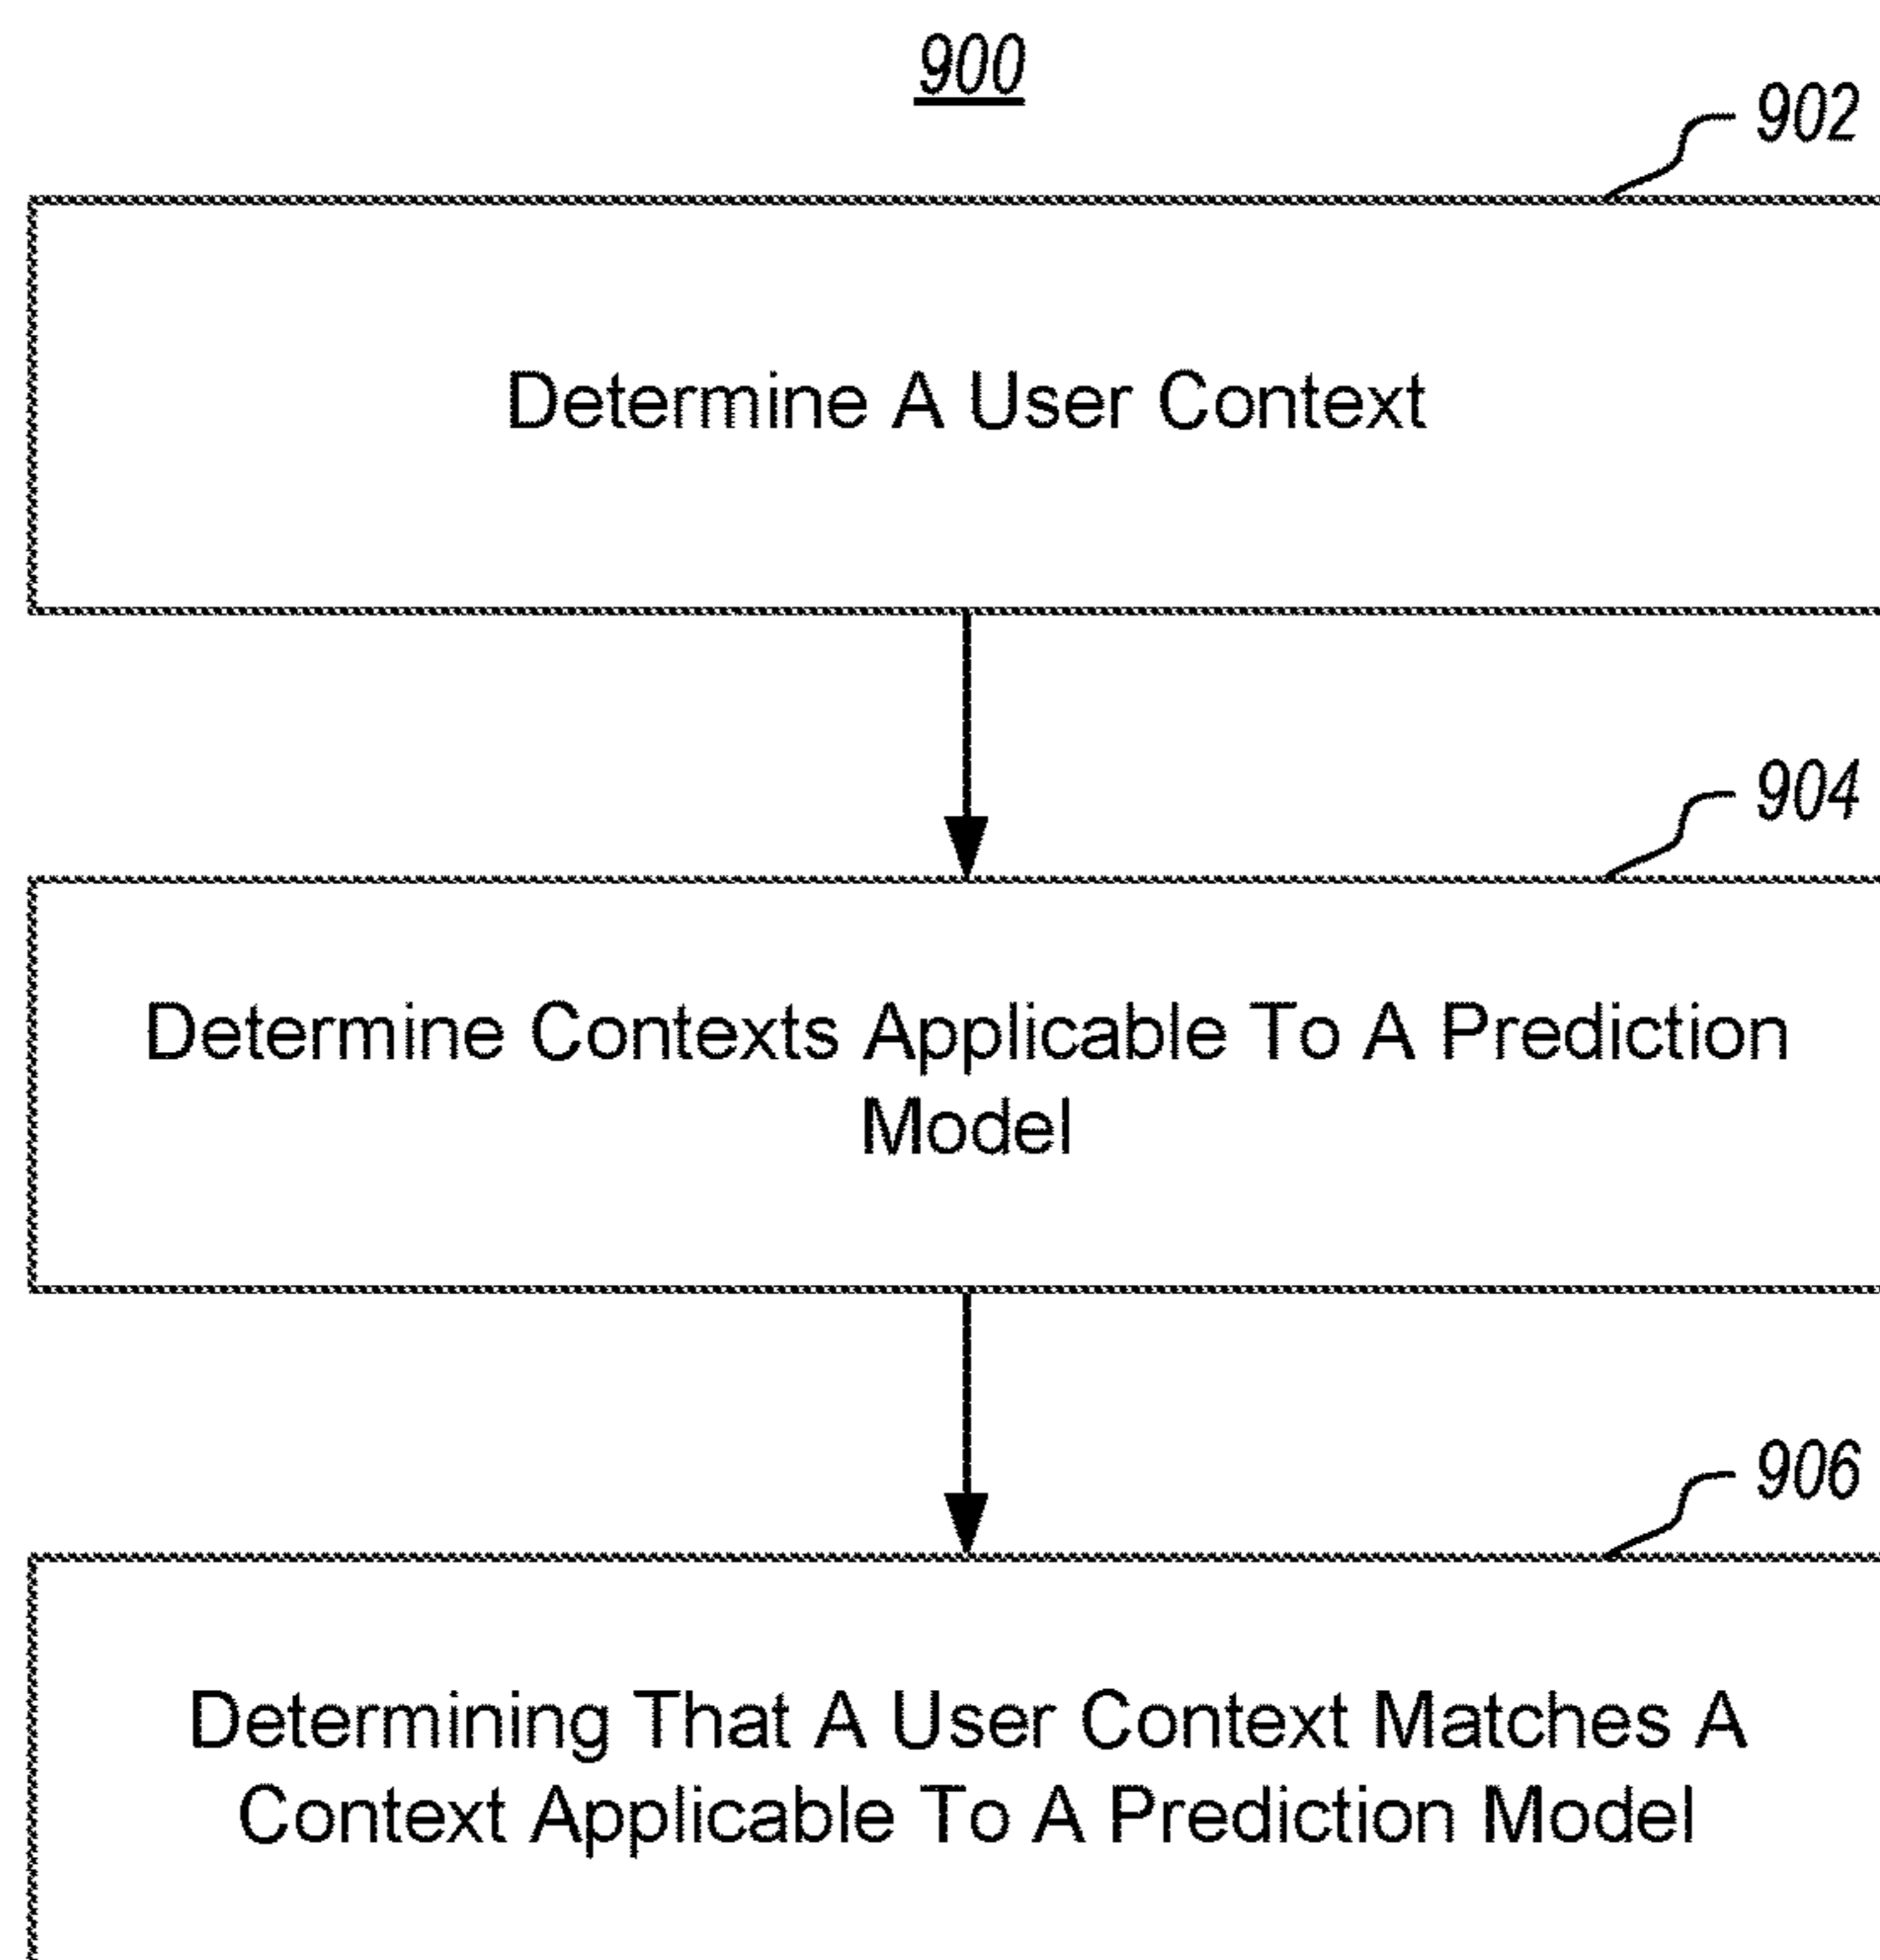 900
902
Determine A User Context
904
Determine Contexts Applicable To A Prediction
Model
906
Determining That A User Context Matches A
Context Applicable To A Prediction Model